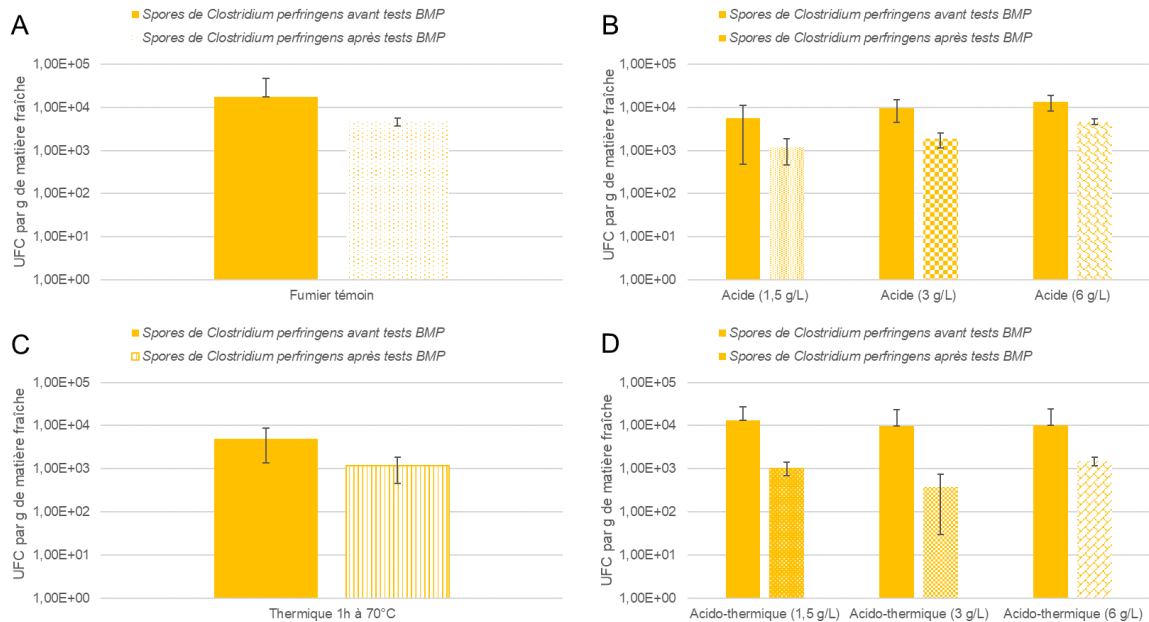 A
Spores de Clostridium perfringens avant tests BMP
Spores de Clostridium perfringens après tests BMP
UFC par g de matière fraîche
1,00E+05
1,00E+04
1,00E+03
1,00E+02
1,00E+01
1,00E+00
Fumier témoin
B
Spores de Clostridium perfringens avant tests BMP
Spores de Clostridium perfringens après tests BMP
UFC par g de matière fraîche
1,00E+05
1,00E+04
1,00E+03
1,00E+02
1,00E+01
1,00E+00
Acide (1,5 g/L) Acide (3 g/L) Acide (6 g/L)
C
Spores de Clostridium perfringens avant tests BMP
Spores de Clostridium perfringens après tests BMP
UFC par g de matière fraîche
1,00E+05
1,00E+04
1,00E+03
1,00E+02
1,00E+01
1,00E+00
Thermique 1h à 70°C
D
Spores de Clostridium perfringens avant tests BMP
Spores de Clostridium perfringens après tests BMP
UFC par g de matière fraîche
1,00E+05
1,00E+04
1,00E+03
1,00E+02
1,00E+01
1,00E+00
Acido-thermique (1,5 g/L) Acido-thermique (3 g/L) Acido-thermique (6 g/L)